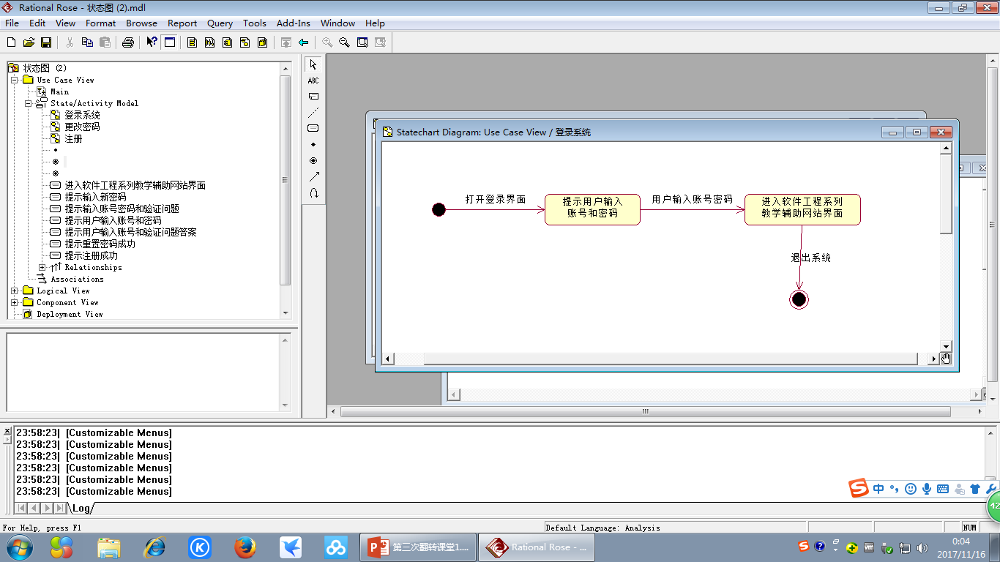 Rational Rose - 状态图 (2).mdl
File Edit View Format Browse Report Query Tools Add-Ins Window Help
ABC
状态图 (2)
Use Case View
Main
State/Activity Model
登录系统
更改密码
注册
进入软件工程系列教学辅助网站界面
提示输入新密码
提示输入账号密码和验证问题
提示用户输入账号和密码
提示用户输入账号和验证问题答案
提示重置密码成功
提示注册成功
Relationships
Associations
Logical View
Component View
Deployment View
Statechart Diagram: Use Case View / 登录系统
打开登录界面
提示用户输入
账号和密码
用户输入账号密码
进入软件工程系列
教学辅助网站界面
退出系统
23:58:23| [Customizable Menus]
23:58:23| [Customizable Menus]
23:58:23| [Customizable Menus]
23:58:23| [Customizable Menus]
23:58:23| [Customizable Menus]
23:58:23| [Customizable Menus]
Log
中
42
For Help, press F1
Default Language: Analysis
NUM
第三次翻转课堂1....
Rational Rose - ...
0:04
2017/11/16